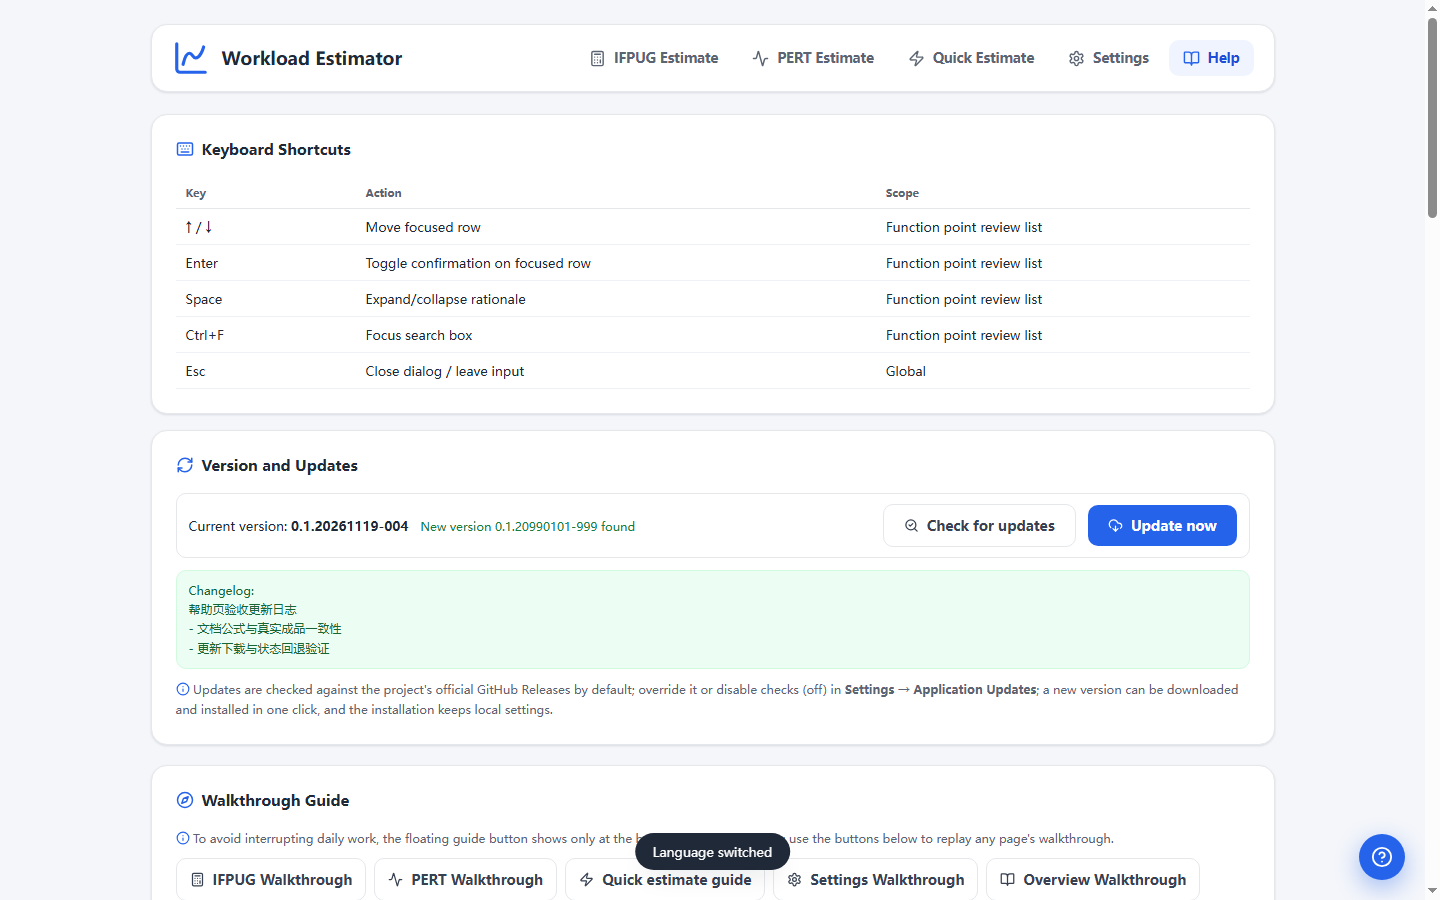 Workload Estimator
IFPUG Estimate
PERT Estimate
Quick Estimate
Settings
Help
Keyboard Shortcuts
Key Action Scope
↑ / ↓ Move focused row Function point review list
Enter Toggle confirmation on focused row Function point review list
Space Expand/collapse rationale Function point review list
Ctrl+F Focus search box Function point review list
Esc Close dialog / leave input Global
Version and Updates
Current version: 0.1.20261119-004 New version 0.1.20990101-999 found
Check for updates
Update now
Changelog:
帮助页验收更新日志
- 文档公式与真实成品一致性
- 更新下载与状态回退验证
Updates are checked against the project's official GitHub Releases by default; override it or disable checks (off) in Settings → Application Updates; a new version can be downloaded
and installed in one click, and the installation keeps local settings.
Walkthrough Guide
To avoid interrupting daily work, the floating guide button shows only at the use the buttons below to replay any page's walkthrough.
Language switched
IFPUG Walkthrough
PERT Walkthrough
Quick estimate guide
Settings Walkthrough
Overview Walkthrough